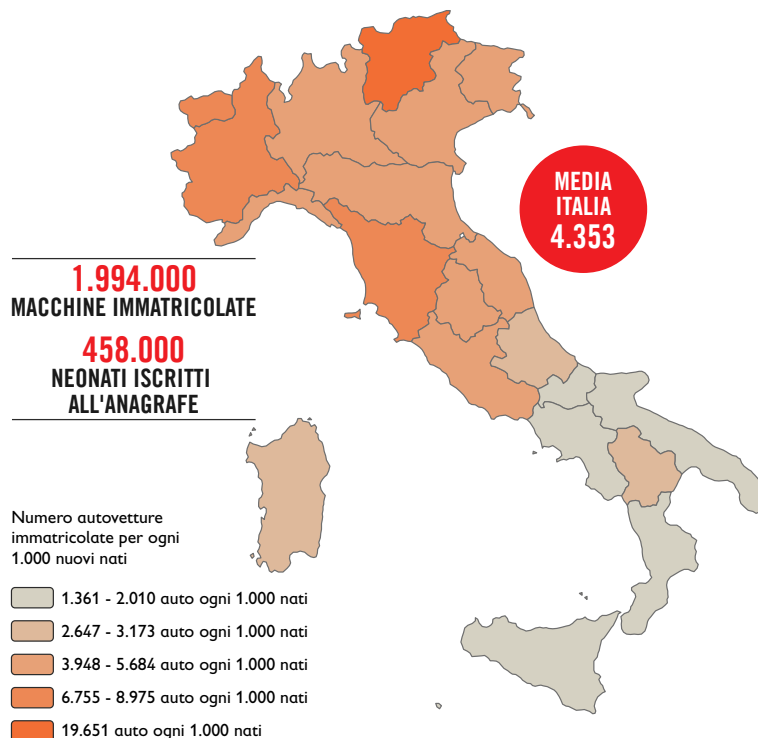 MEDIA
ITALIA
4.353
1.994.000
MACCHINE IMMATRICOLATE
458.000
NEONATI ISCRITTI
ALL'ANAGRAFE
Numero autovetture
immatricolate per ogni
1.000 nuovi nati
1.361 - 2.010 auto ogni 1.000 nati
2.647 - 3.173 auto ogni 1.000 nati
3.948 - 5.684 auto ogni 1.000 nati
6.755 - 8.975 auto ogni 1.000 nati
19.651 auto ogni 1.000 nati